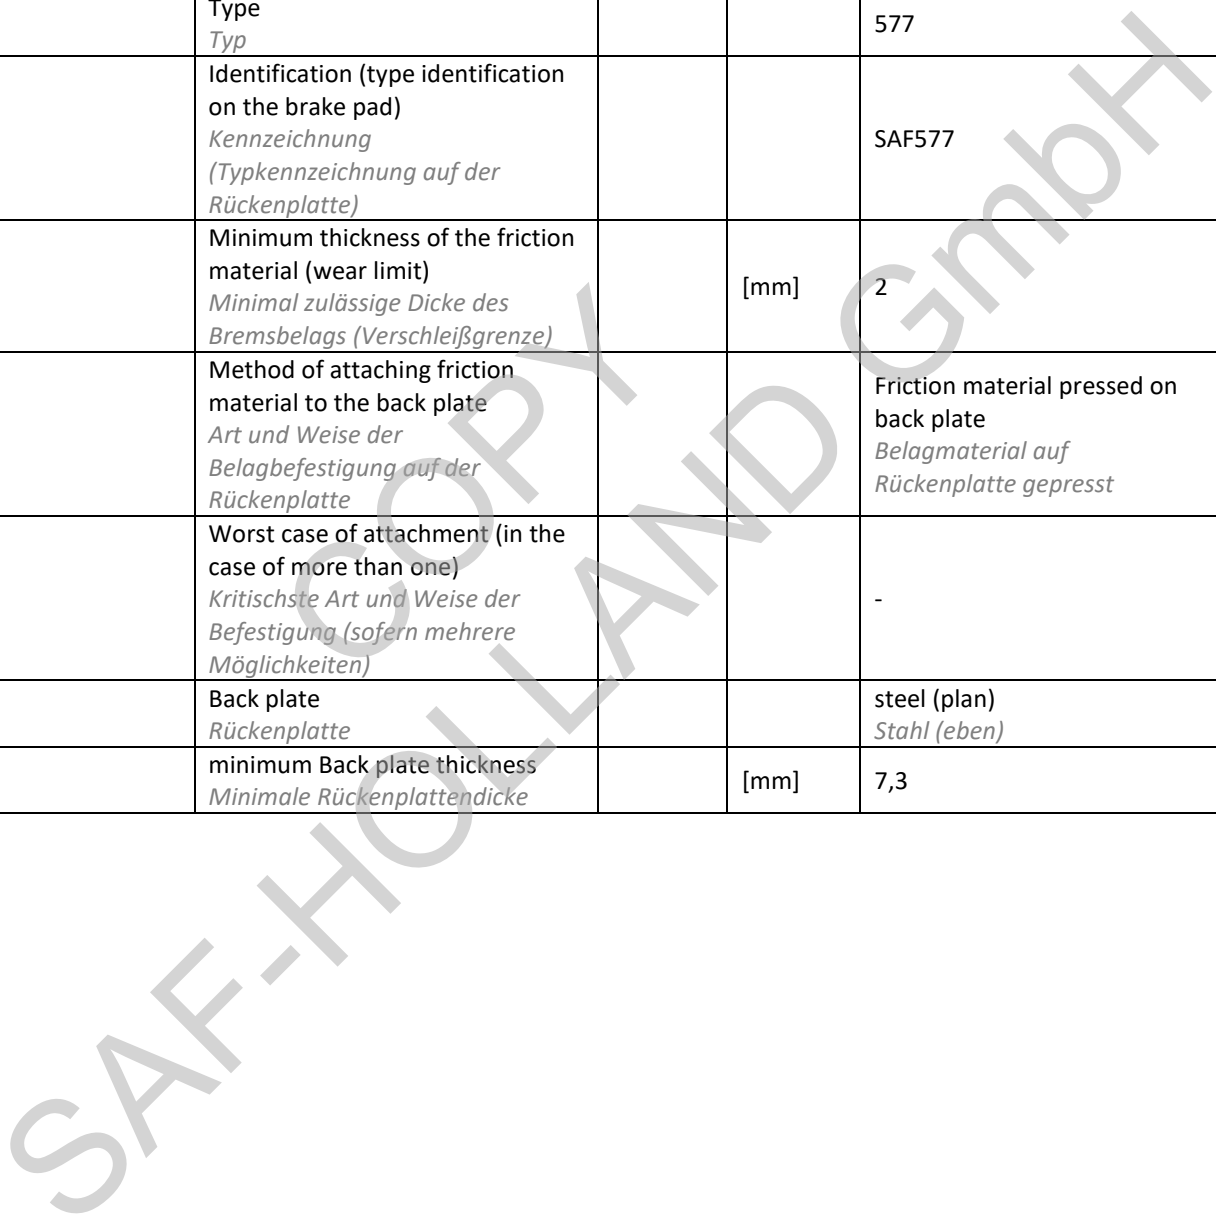 Type
Typ
577
Identification (type identification
on the brake pad)
Kennzeichnung
(Typkennzeichnung auf der
Rückenplatte)
SAF577
Minimum thickness of the friction
material (wear limit)
Minimal zulässige Dicke des
Bremsbelags (Verschleißgrenze)
[mm]
2
Method of attaching friction
material to the back plate
Art und Weise der
Belagbefestigung auf der
Rückenplatte
Friction material pressed on
back plate
Belagmaterial auf
Rückenplatte gepresst
Worst case of attachment (in the
case of more than one)
Kritischste Art und Weise der
Befestigung (sofern mehrere
Möglichkeiten)
-
Back plate
Rückenplatte
steel (plan)
Stahl (eben)
minimum Back plate thickness
Minimale Rückenplattendicke
[mm]
7,3
COPY
SAF-HOLLAND GmbH